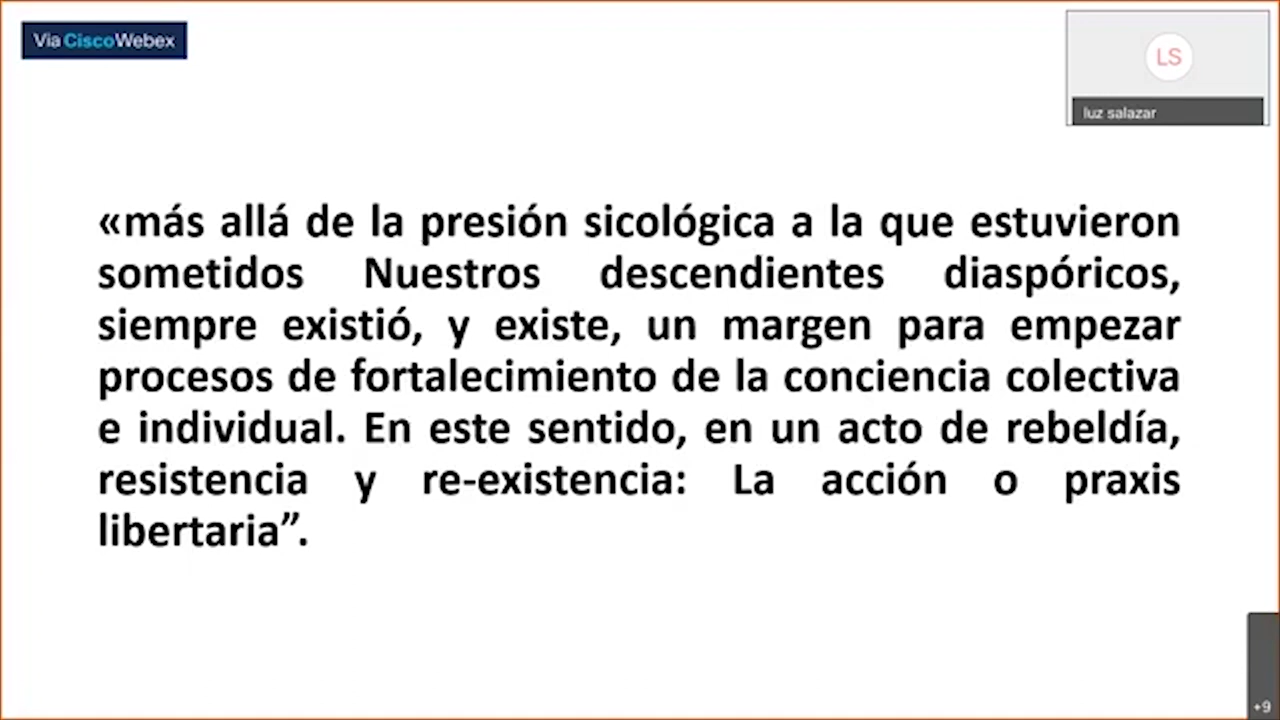 Via CiscoWebex
LS
luz salazar
«más allá de la presión sicológica a la que estuvieron
sometidos Nuestros descendientes diaspóricos,
siempre existió, y existe, un margen para empezar
procesos de fortalecimiento de la conciencia colectiva
e individual. En este sentido, en un acto de rebeldía,
resistencia y re-existencia: La acción o praxis
libertaria”.
+9